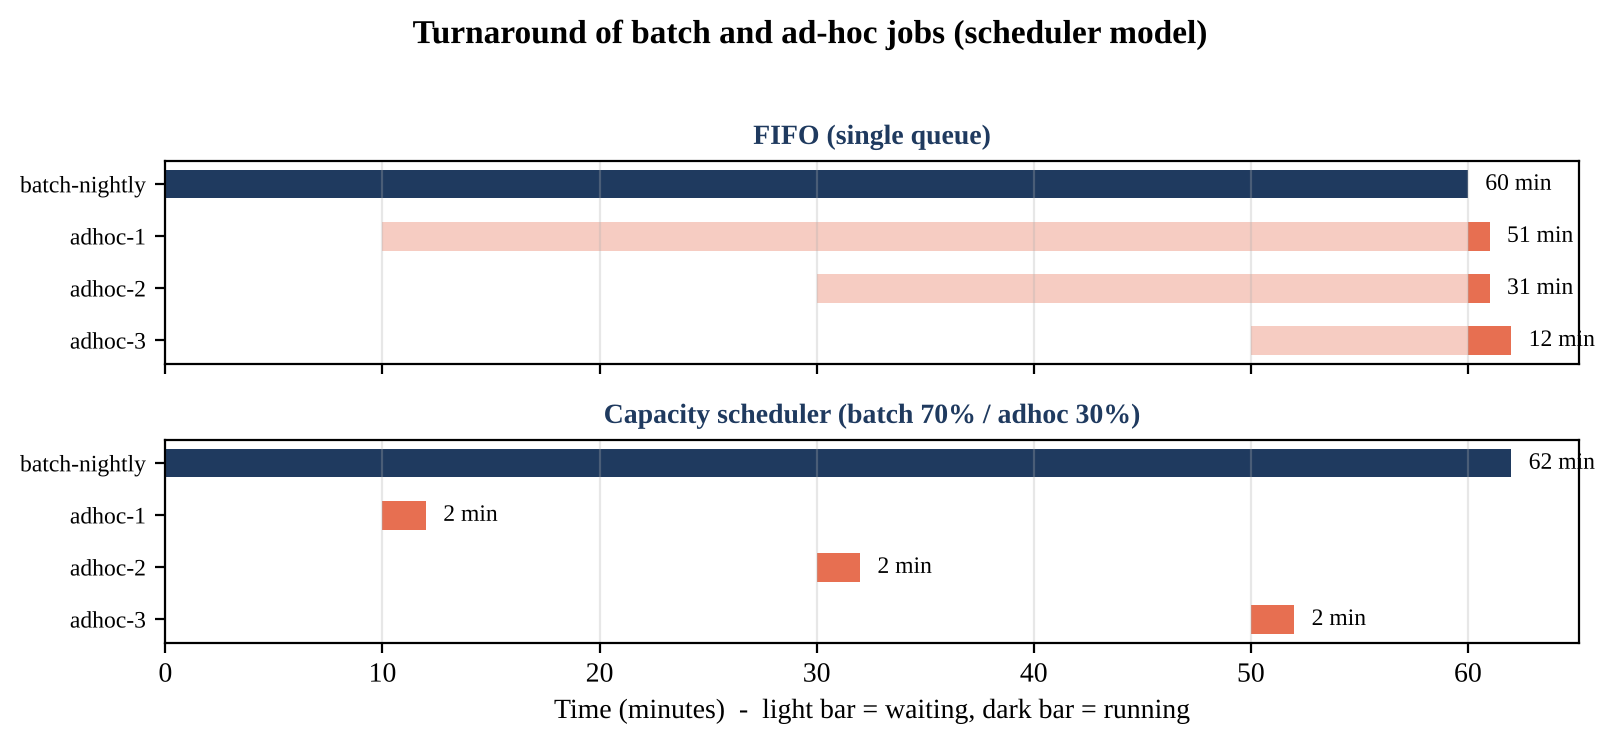 Turnaround of batch and ad-hoc jobs (scheduler model)
FIFO (single queue)
batch-nightly 60 min
adhoc-1 51 min
adhoc-2 31 min
adhoc-3 12 min
Capacity scheduler (batch 70% / adhoc 30%)
batch-nightly 62 min
adhoc-1 2 min
adhoc-2 2 min
adhoc-3 2 min
0 10 20 30 40 50 60
Time (minutes) - light bar = waiting, dark bar = running